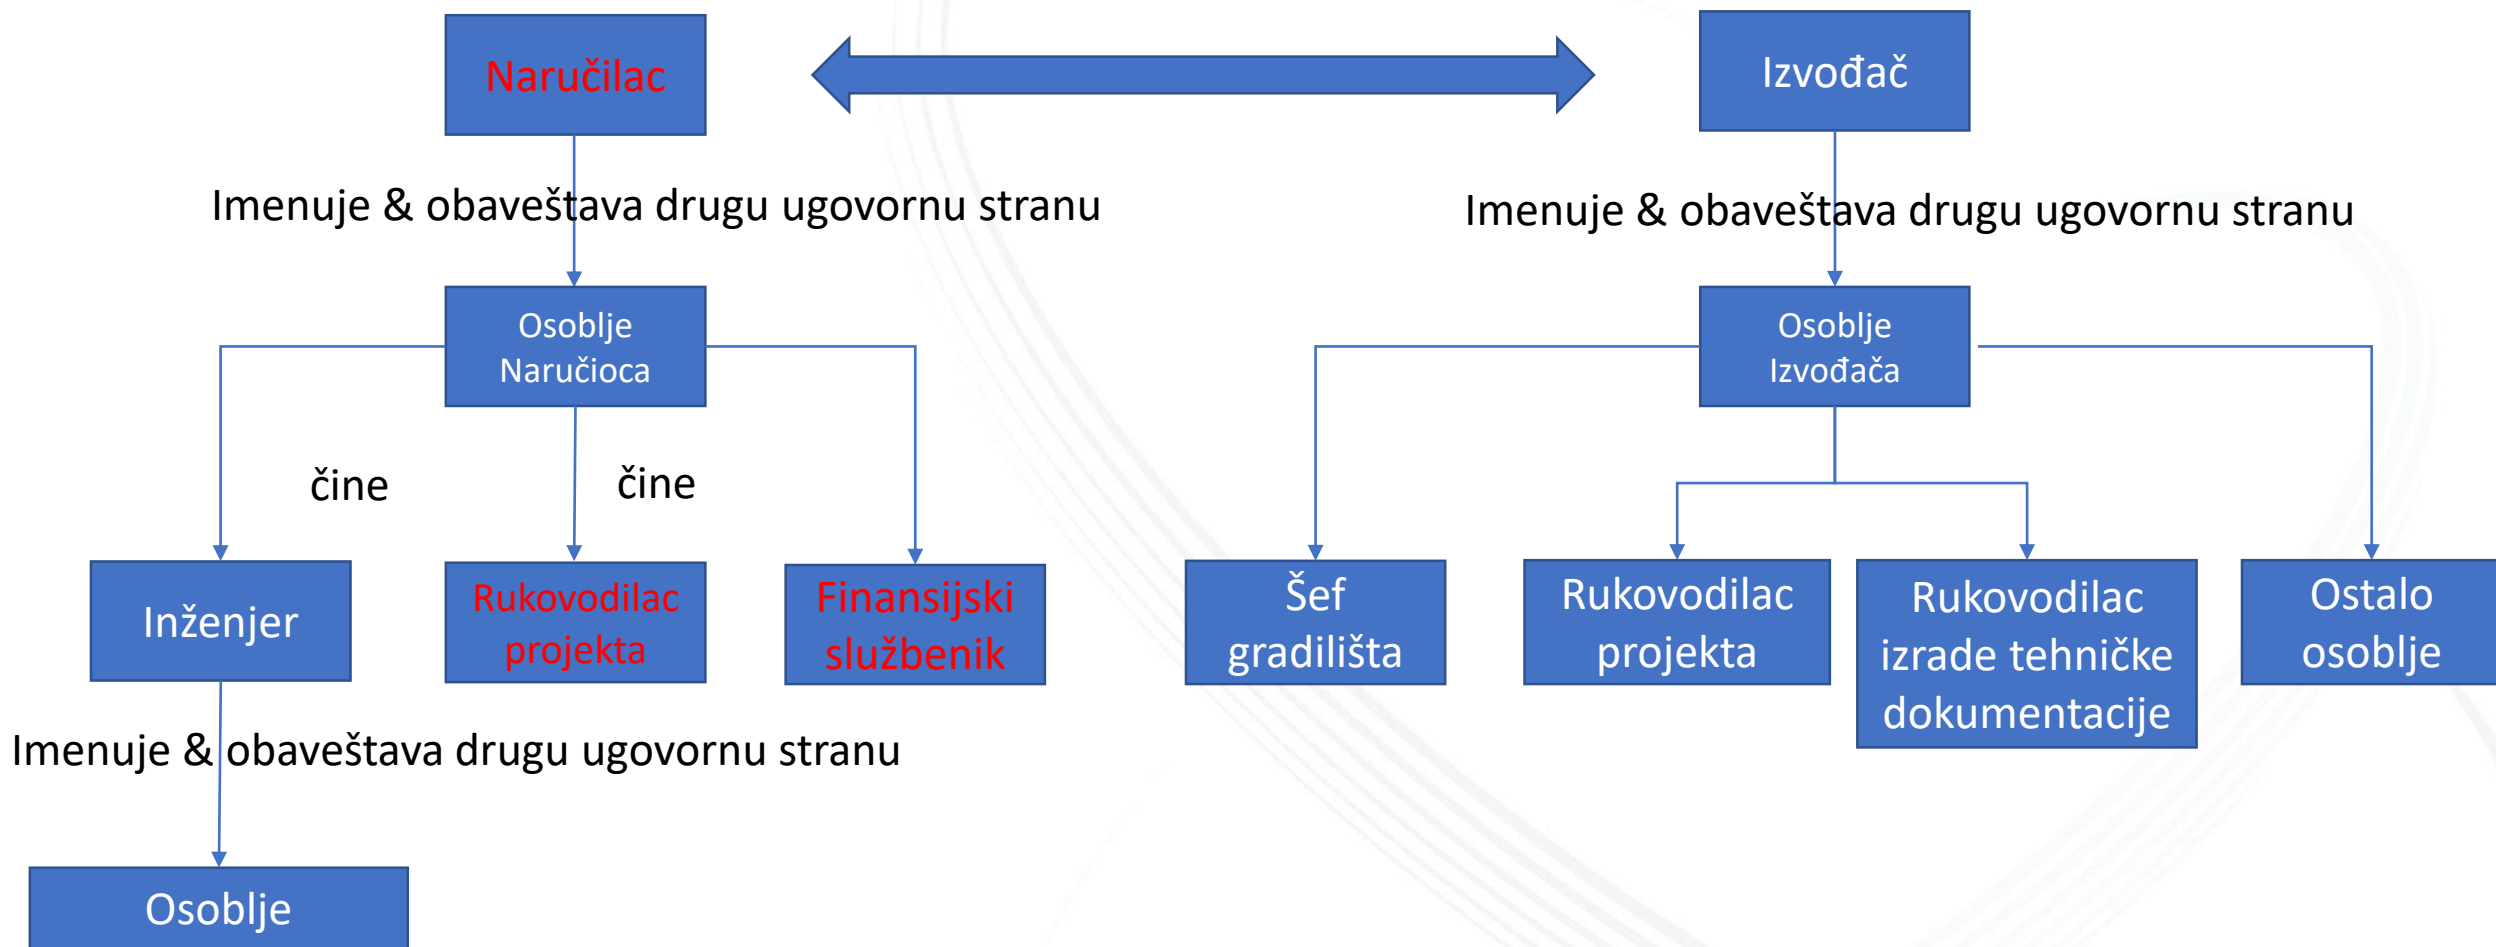 Naručilac
Izvođač
Imenuje & obaveštava drugu ugovornu stranu
Imenuje & obaveštava drugu ugovornu stranu
Osoblje
Naručioca
Osoblje
Izvođača
čine
čine
Inženjer
Rukovodilac
projekta
Finansijski
službenik
Šef
gradilišta
Rukovodilac
projekta
Rukovodilac
izrade tehničke
dokumentacije
Ostalo
osoblje
Imenuje & obaveštava drugu ugovornu stranu
Osoblje